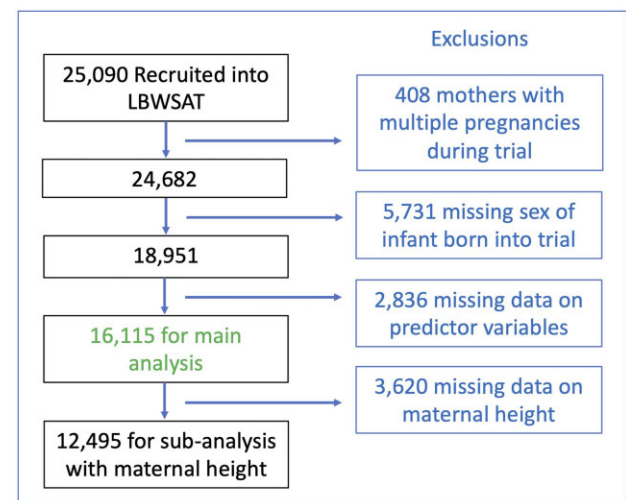 Exclusions
25,090 Recruited into
LBWSAT
408 mothers with
multiple pregnancies
during trial
24,682
5,731 missing sex of
infant born into trial
18,951
2,836 missing data on
predictor variables
16,115 for main
analysis
3,620 missing data on
maternal height
12,495 for sub-analysis
with maternal height